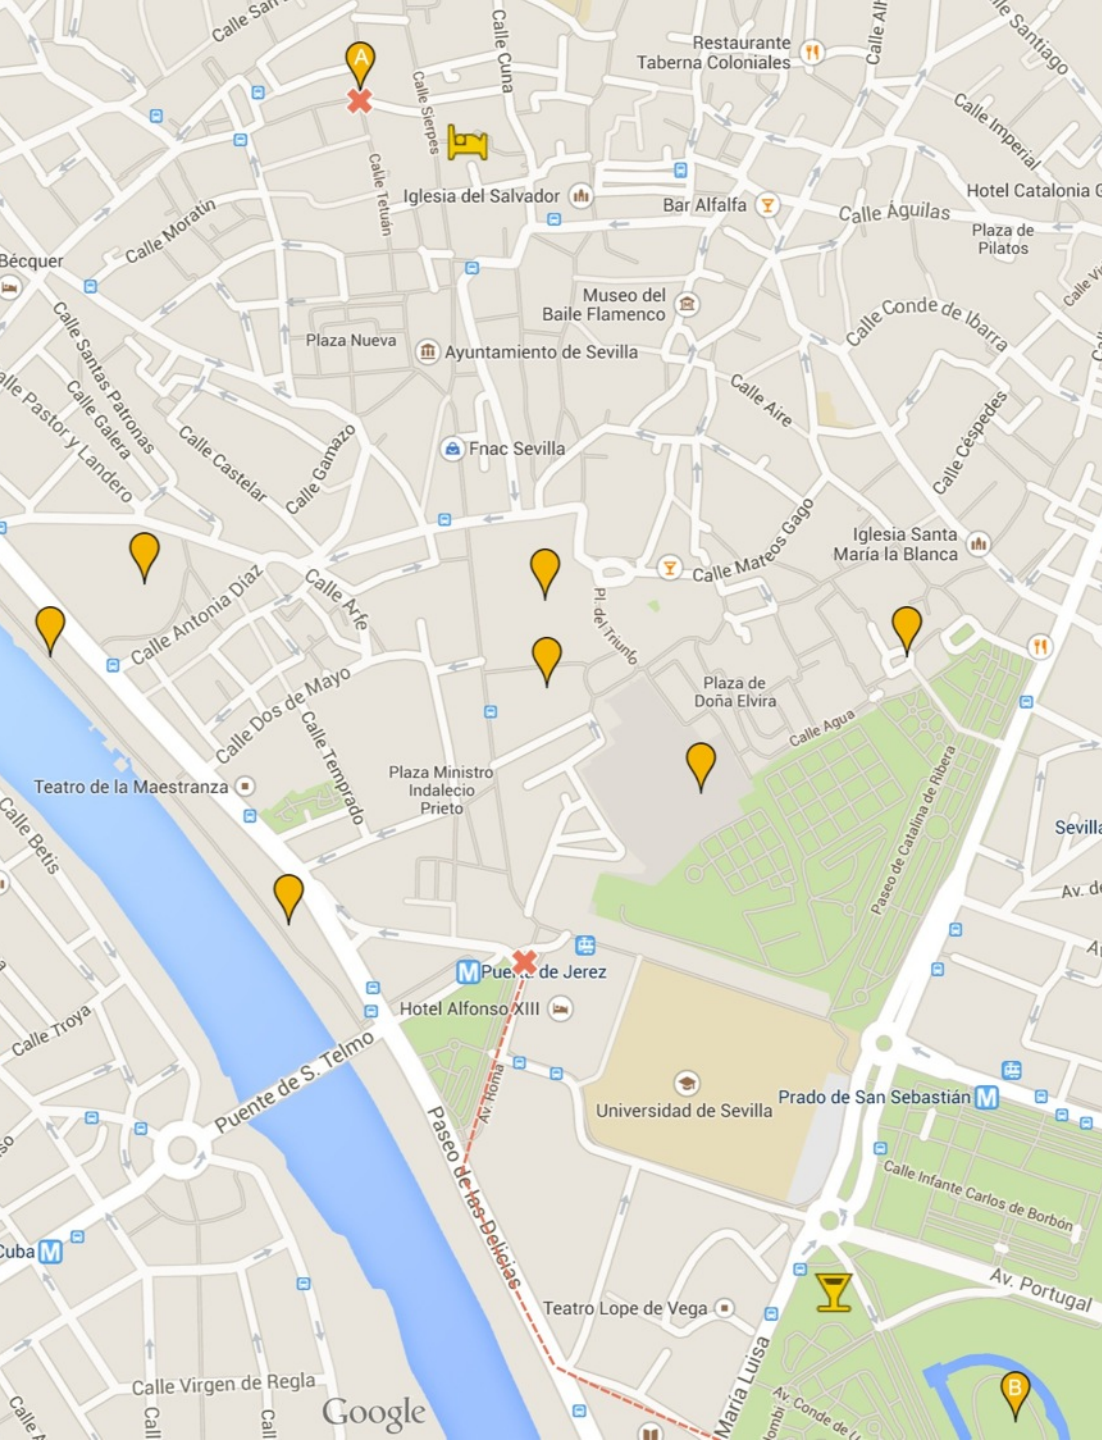 Calle Cuna
A
Restaurante
Taberna Coloniales
Calle Sierpes
Calle Imperial
Calle Tetuán
Iglesia del Salvador
Bar Alfalfa
Hotel Catalonia
Calle Águilas
Plaza de
Pilatos
Calle Moratín
Bécquer
Museo del
Baile Flamenco
Calle Conde de Ibarra
Plaza Nueva
Ayuntamiento de Sevilla
Calle Santas Patronas
Calle Galera
alle Pastor y Landero
Calle Aire
Calle Céspedes
Calle Castelar
Calle Gamazo
Fnac Sevilla
Calle Mateos Gago
Iglesia Santa
María la Blanca
Calle Antonia Díaz
Calle Arfe
Pl. del Triunfo
Calle Dos de Mayo
Plaza de
Doña Elvira
Calle Agua
Calle Temprado
Teatro de la Maestranza
Plaza Ministro
Indalecio
Prieto
Paseo de Catalina de Ribera
Calle Betis
Sevilla
Av. de
M Puerta de Jerez
Hotel Alfonso XIII
Calle Troya
Puente de S. Telmo
Av. Roma
Universidad de Sevilla
Prado de San Sebastián M
Paseo de las Delicias
Calle Infante Carlos de Borbón
Cuba M
Av. Portugal
Teatro Lope de Vega
María Luisa
Calle Virgen de Regla
Google
B
Av. Conde de
Calle
Cal